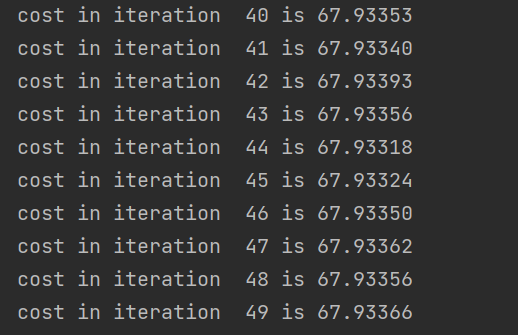 cost in iteration  40 is 67.93353
cost in iteration  41 is 67.93340
cost in iteration  42 is 67.93393
cost in iteration  43 is 67.93356
cost in iteration  44 is 67.93318
cost in iteration  45 is 67.93324
cost in iteration  46 is 67.93350
cost in iteration  47 is 67.93362
cost in iteration  48 is 67.93356
cost in iteration  49 is 67.93366